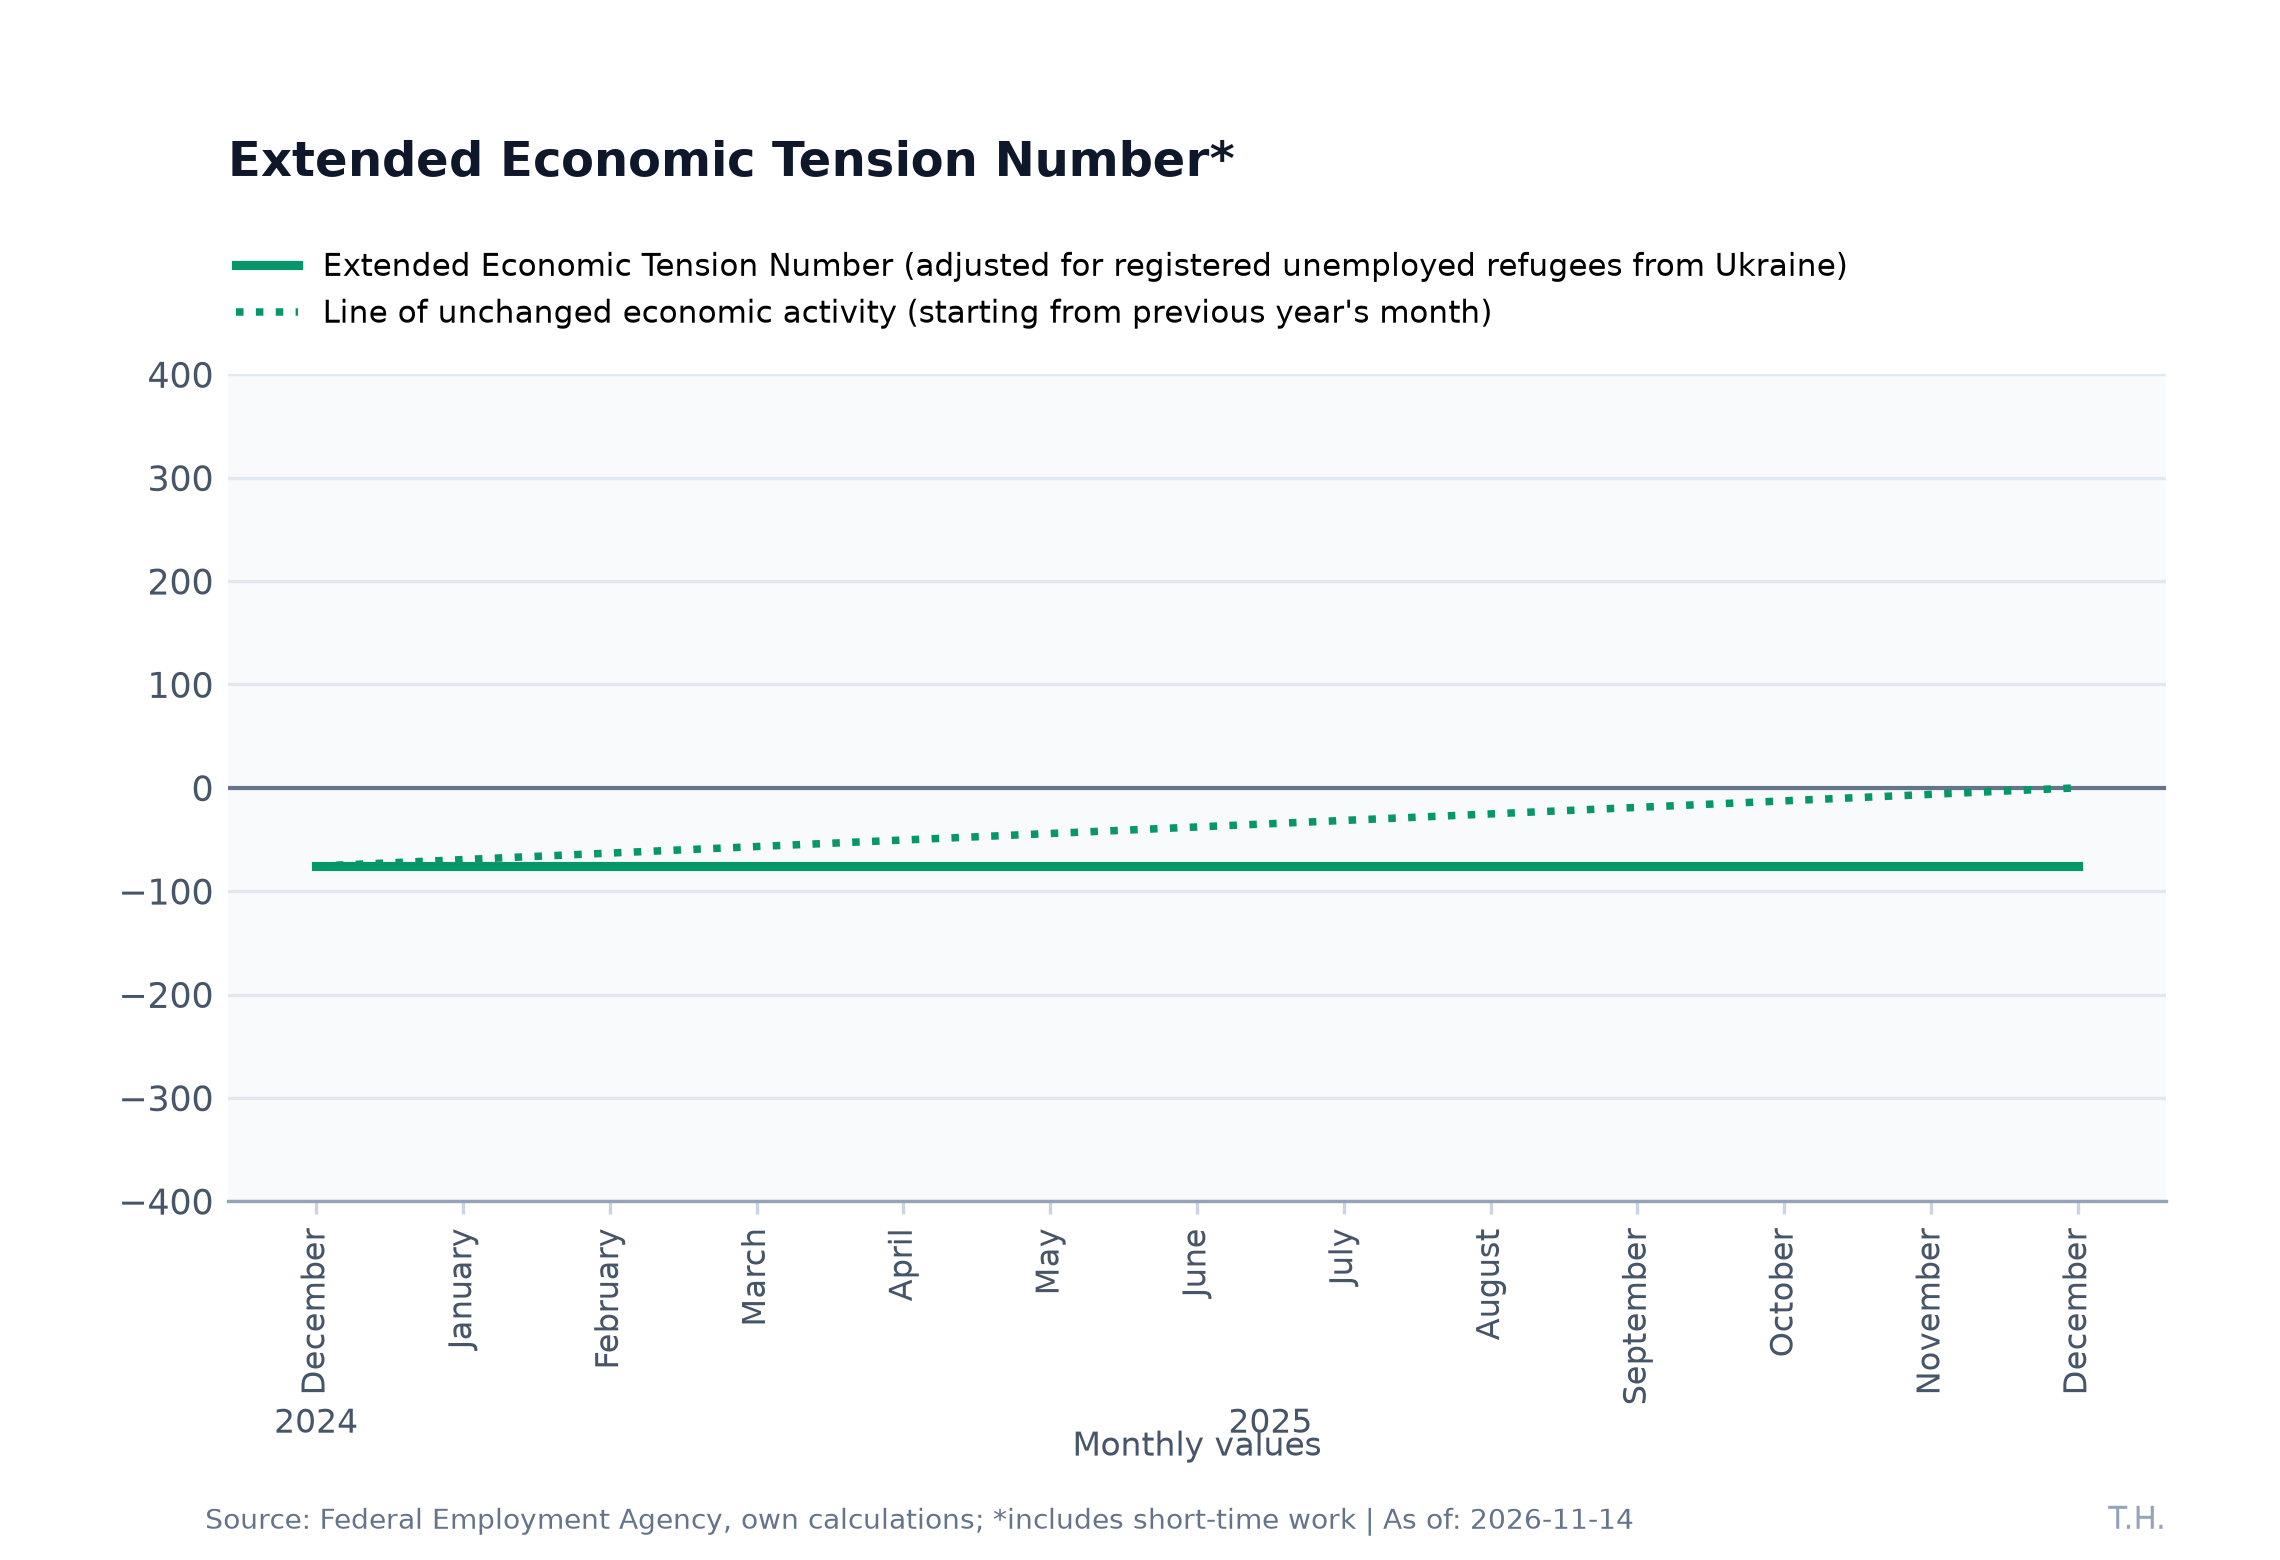 Extended Economic Tension Number*
Extended Economic Tension Number (adjusted for registered unemployed refugees from Ukraine)
Line of unchanged economic activity (starting from previous year's month)
400
300
200
100
0
−100
−200
−300
−400
December
January
February
March
April
May
June
July
August
September
October
November
December
2024
2025
Monthly values
Source: Federal Employment Agency, own calculations; *includes short-time work | As of: 2026-11-14
T.H.